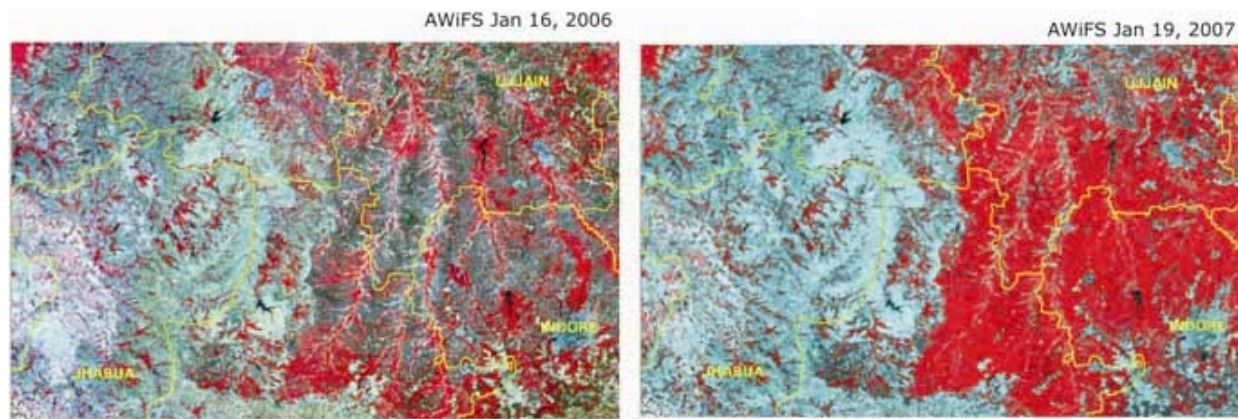 AWiFS Jan 16, 2006
AWiFS Jan 19, 2007
UJJAIN
INDORE
JHABUA
UJJAIN
INDORE
JHABUA